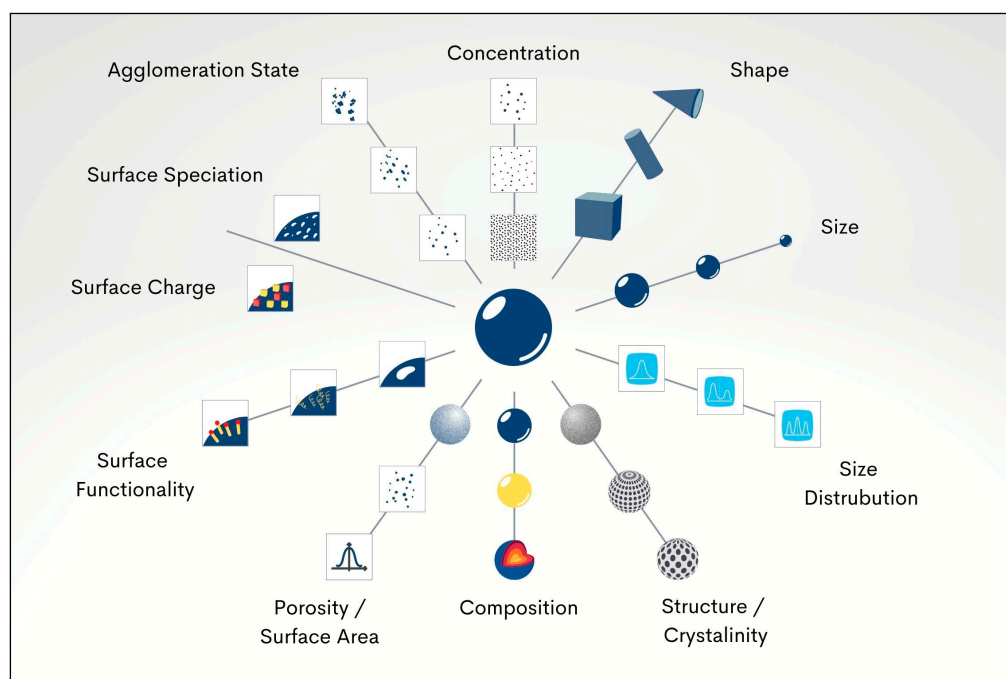 Concentration
Agglomeration State
Shape
Surface Speciation
Size
Surface Charge
Surface
Functionality
Size
Distrubution
Porosity /
Surface Area
Composition
Structure /
Crystalinity